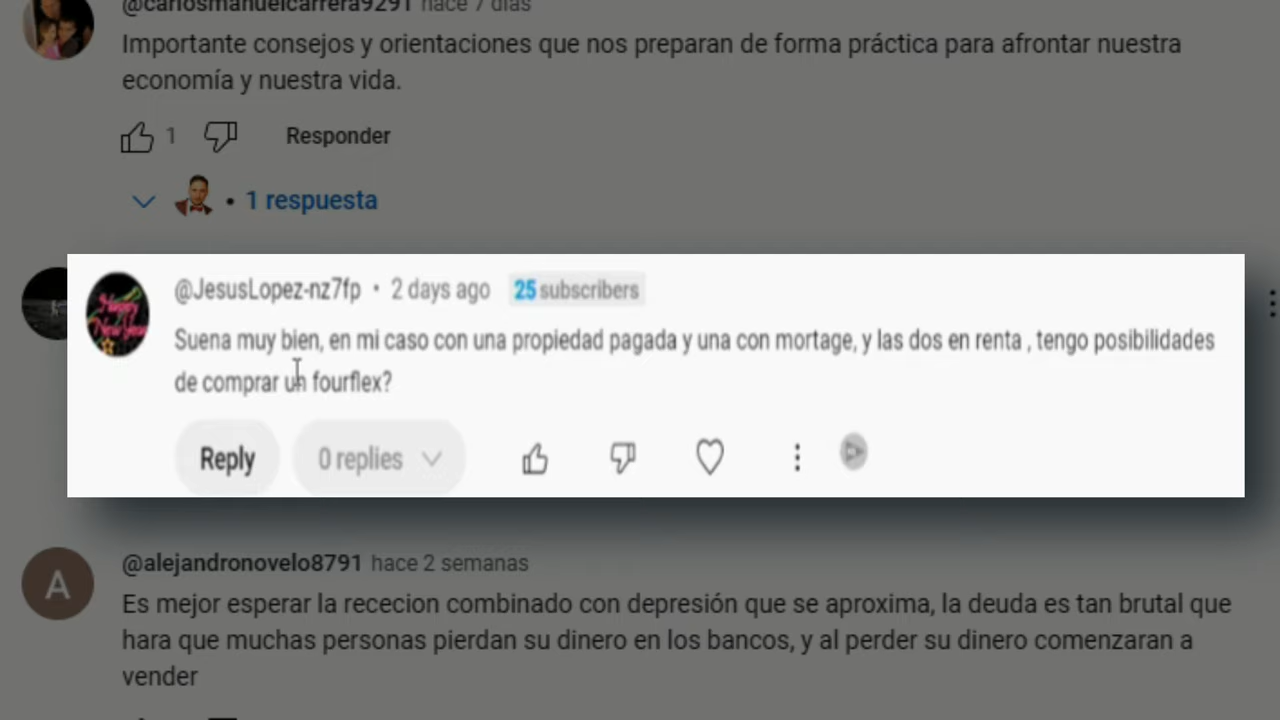 @carlosmanuelcarrera9291 hace 7 días
Importante consejos y orientaciones que nos preparan de forma práctica para afrontar nuestra
economía y nuestra vida.
1 Responder
• 1 respuesta
@JesusLopez-nz7fp • 2 days ago 25 subscribers
Suena muy bien, en mi caso con una propiedad pagada y una con mortage, y las dos en renta , tengo posibilidades
de comprar un fourflex?
Reply 0 replies
A @alejandronovelo8791 hace 2 semanas
Es mejor esperar la rececion combinado con depresión que se aproxima, la deuda es tan brutal que
hara que muchas personas pierdan su dinero en los bancos, y al perder su dinero comenzaran a
vender